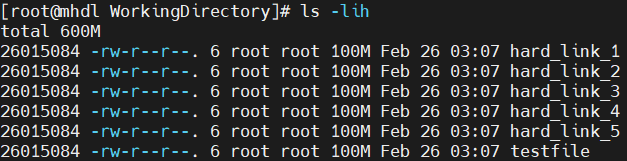 [root@mhdl WorkingDirectory]# ls -lih
total 600M
26015084 -rw-r--r--. 6 root root 100M Feb 26 03:07 hard_link_1
26015084 -rw-r--r--. 6 root root 100M Feb 26 03:07 hard_link_2
26015084 -rw-r--r--. 6 root root 100M Feb 26 03:07 hard_link_3
26015084 -rw-r--r--. 6 root root 100M Feb 26 03:07 hard_link_4
26015084 -rw-r--r--. 6 root root 100M Feb 26 03:07 hard_link_5
26015084 -rw-r--r--. 6 root root 100M Feb 26 03:07 testfile